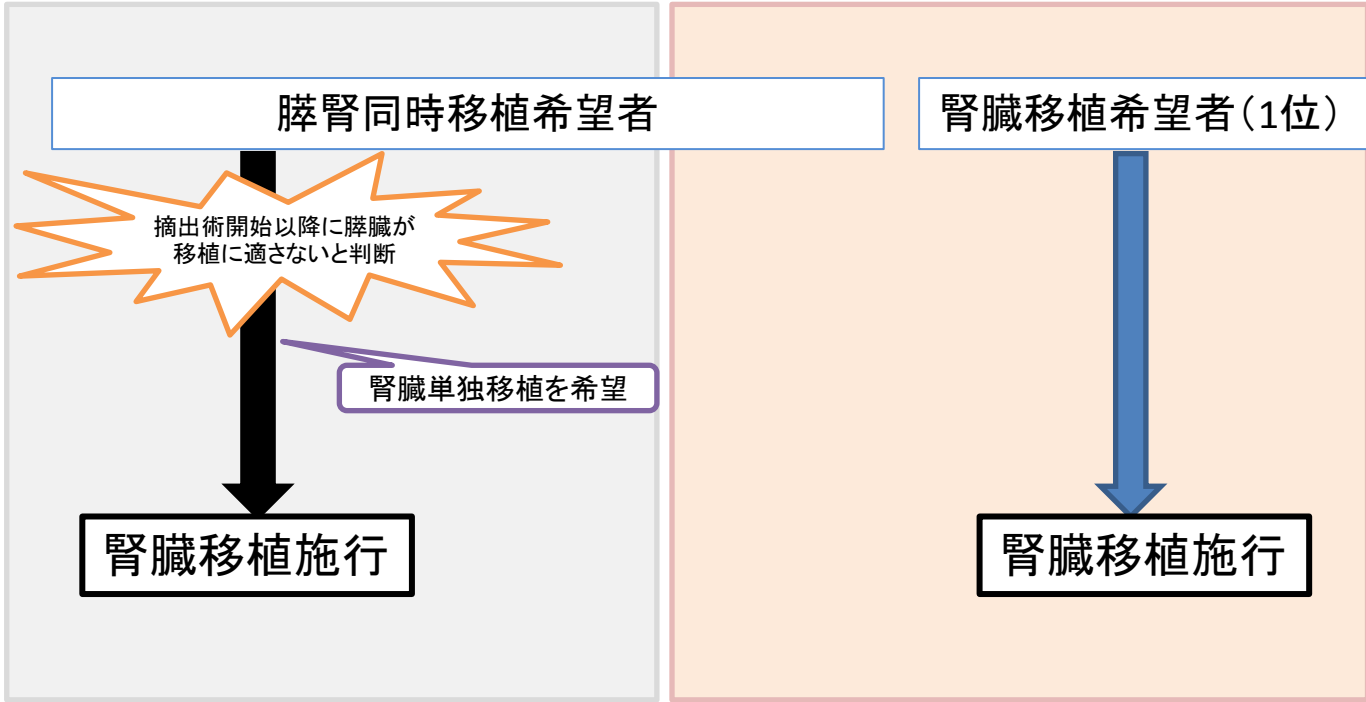 膵腎同時移植希望者
腎臓移植希望者(1位)
摘出術開始以降に膵臓が
移植に適さないと判断
腎臓単独移植を希望
腎臓移植施行
腎臓移植施行